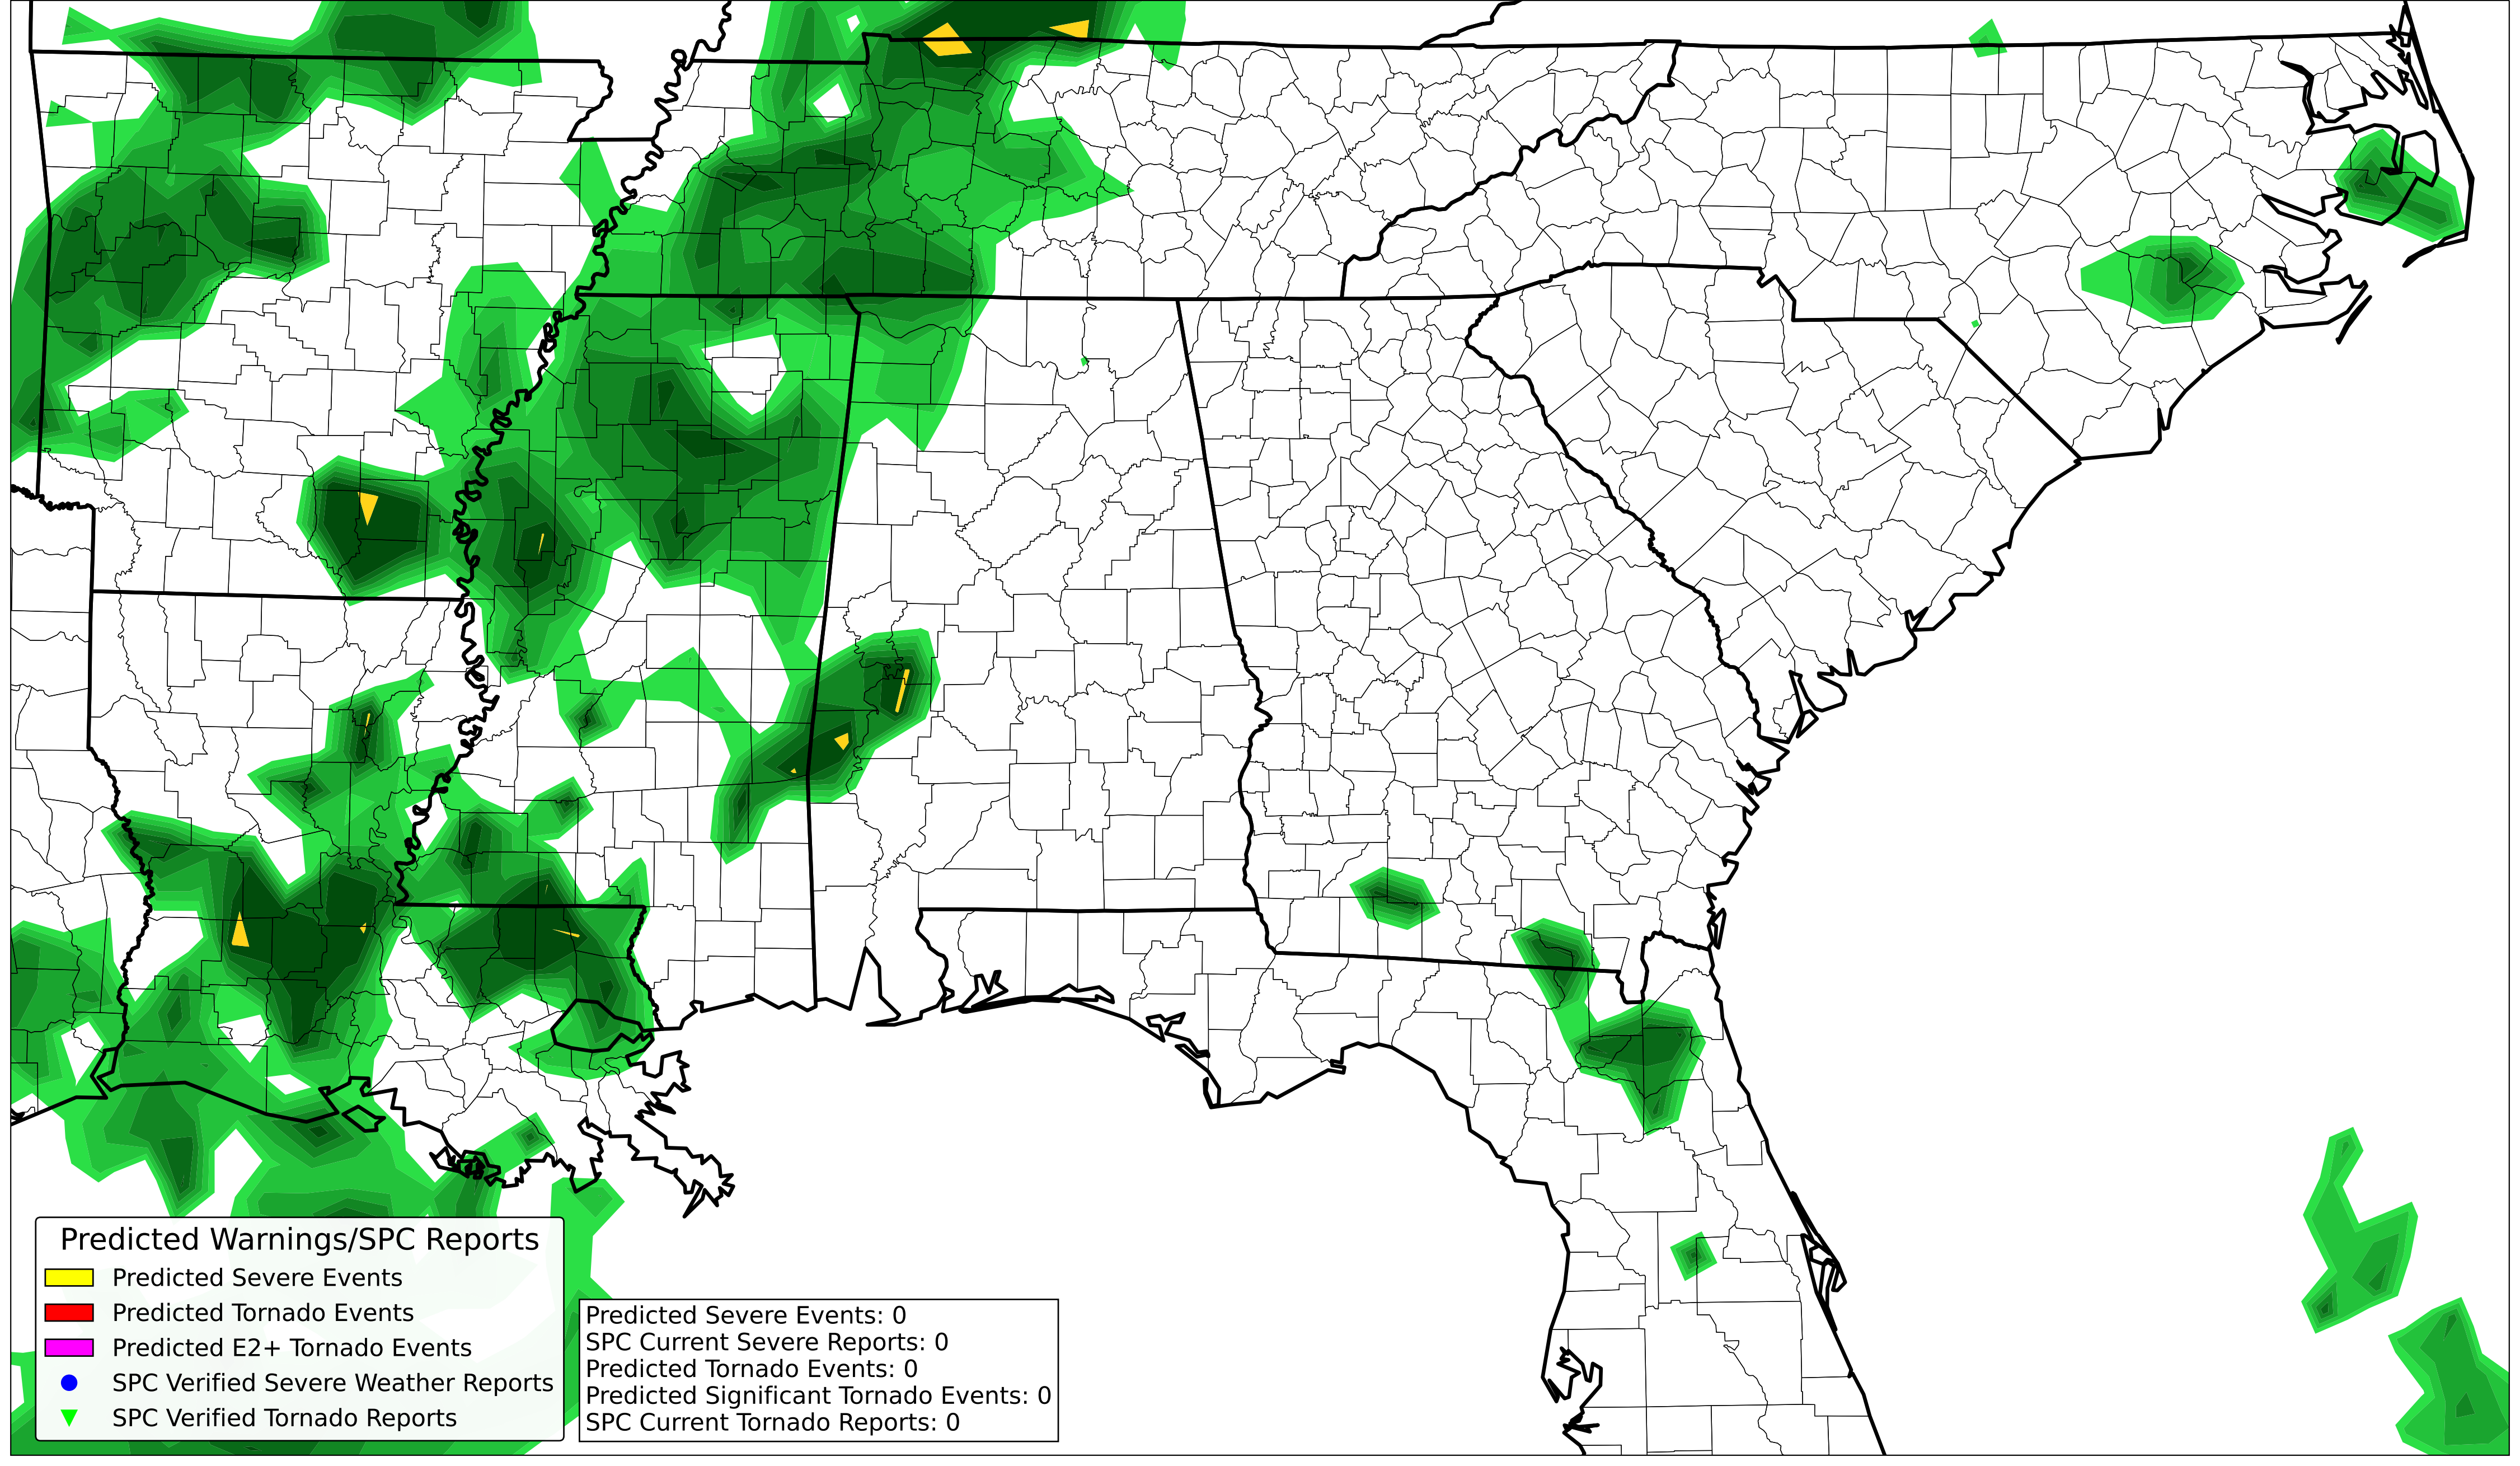 Predicted Warnings/SPC Reports
Predicted Severe Events
Predicted Tornado Events
Predicted E2+ Tornado Events
SPC Verified Severe Weather Reports
SPC Verified Tornado Reports
Predicted Severe Events: 0
SPC Current Severe Reports: 0
Predicted Tornado Events: 0
Predicted Significant Tornado Events: 0
SPC Current Tornado Reports: 0